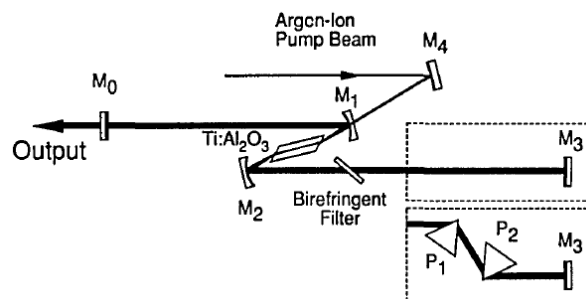 Argon-Ion
Pump Beam
M4
M0
M1
Ti:Al2O3
M3
Output
M2
Birefringent
Filter
M3
P2
P1